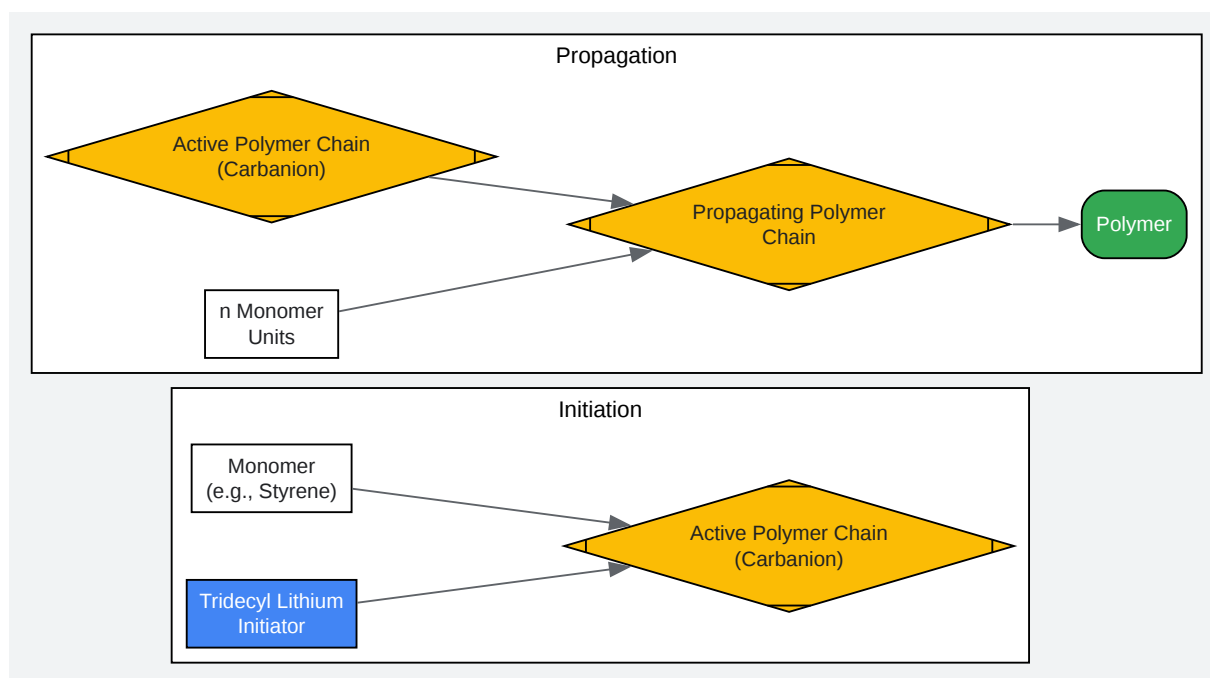 Propagation
Active Polymer Chain
(Carbanion)
Propagating Polymer
Chain
Polymer
n Monomer
Units
Initiation
Monomer
(e.g., Styrene)
Active Polymer Chain
(Carbanion)
Tridecyl Lithium
Initiator